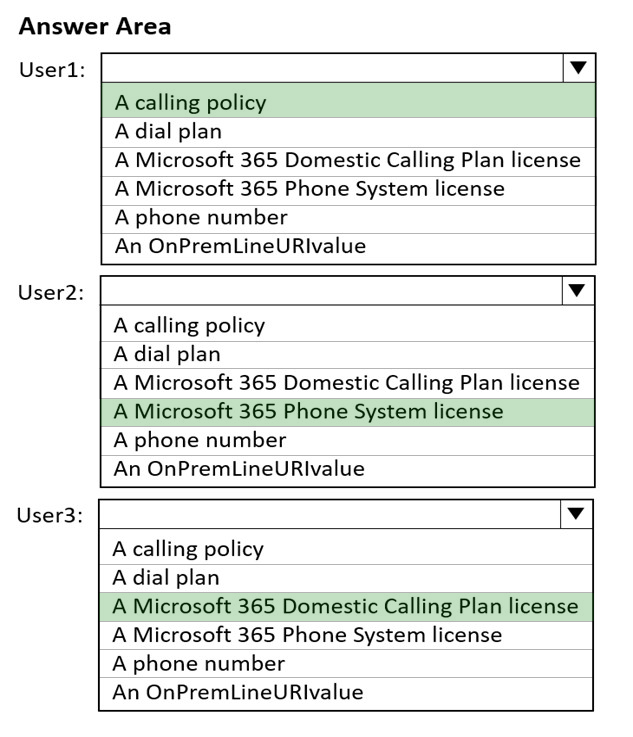 Answer Area
User1:
A calling policy
A dial plan
A Microsoft 365 Domestic Calling Plan license
A Microsoft 365 Phone System license
A phone number
An OnPremLineURIvalue
User2:
A calling policy
A dial plan
A Microsoft 365 Domestic Calling Plan license
A Microsoft 365 Phone System license
A phone number
An OnPremLineURIvalue
User3:
A calling policy
A dial plan
A Microsoft 365 Domestic Calling Plan license
A Microsoft 365 Phone System license
A phone number
An OnPremLineURIvalue